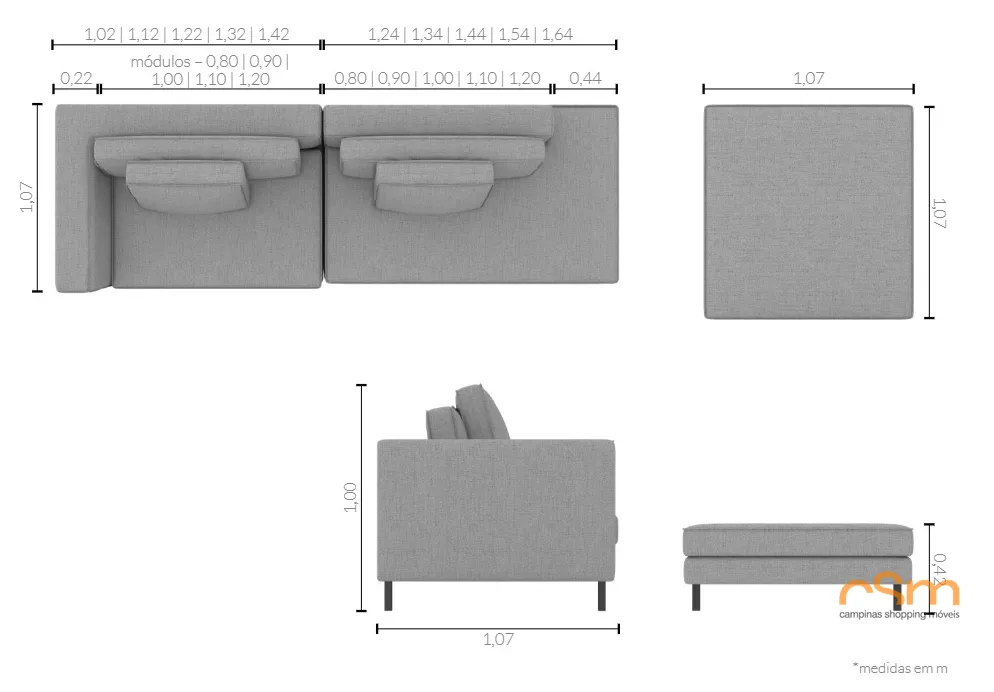 1,02 | 1,12 | 1,22 | 1,32 | 1,42
1,24 | 1,34 | 1,44 | 1,54 | 1,64
módulos – 0,80 | 0,90 |
0,22
1,00 | 1,10 | 1,20
0,80 | 0,90 | 1,00 | 1,10 | 1,20
0,44
1,07
1,07
1,07
1,00
1,07
0,42
rsm
campinas shopping móveis
*medidas em m